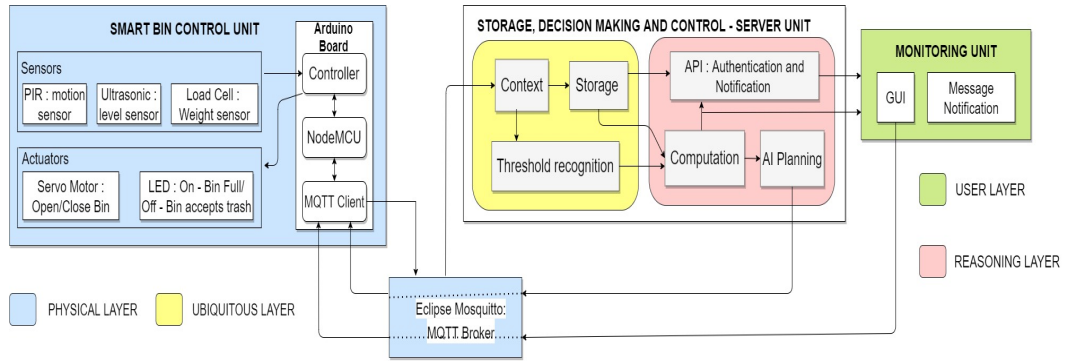 SMART BIN CONTROL UNIT
Arduino
Board
Sensors
PIR : motion
sensor
Ultrasonic :
level sensor
Load Cell :
Weight sensor
Controller
NodeMCU
MQTT Client
Actuators
Servo Motor :
Open/Close Bin
LED : On - Bin Full/
Off - Bin accepts trash
STORAGE, DECISION MAKING AND CONTROL - SERVER UNIT
Context
Storage
Threshold recognition
API : Authentication and
Notification
Computation
AI Planning
MONITORING UNIT
GUI
Message
Notification
USER LAYER
REASONING LAYER
Eclipse Mosquitto:
MQTT Broker
PHYSICAL LAYER
UBIQUITOUS LAYER